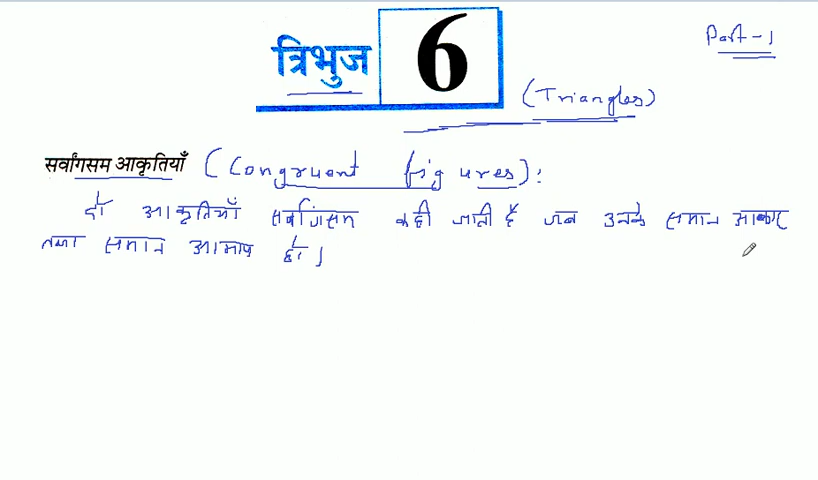 Part-1
त्रिभुज 6
(Triangles)
सर्वांगसम आकृतियाँ (Congruent figures):
दो आकृतियाँ सर्वांगसम कही जाती हैं जब उनके समान आकार
तथा समान आमाप हो।